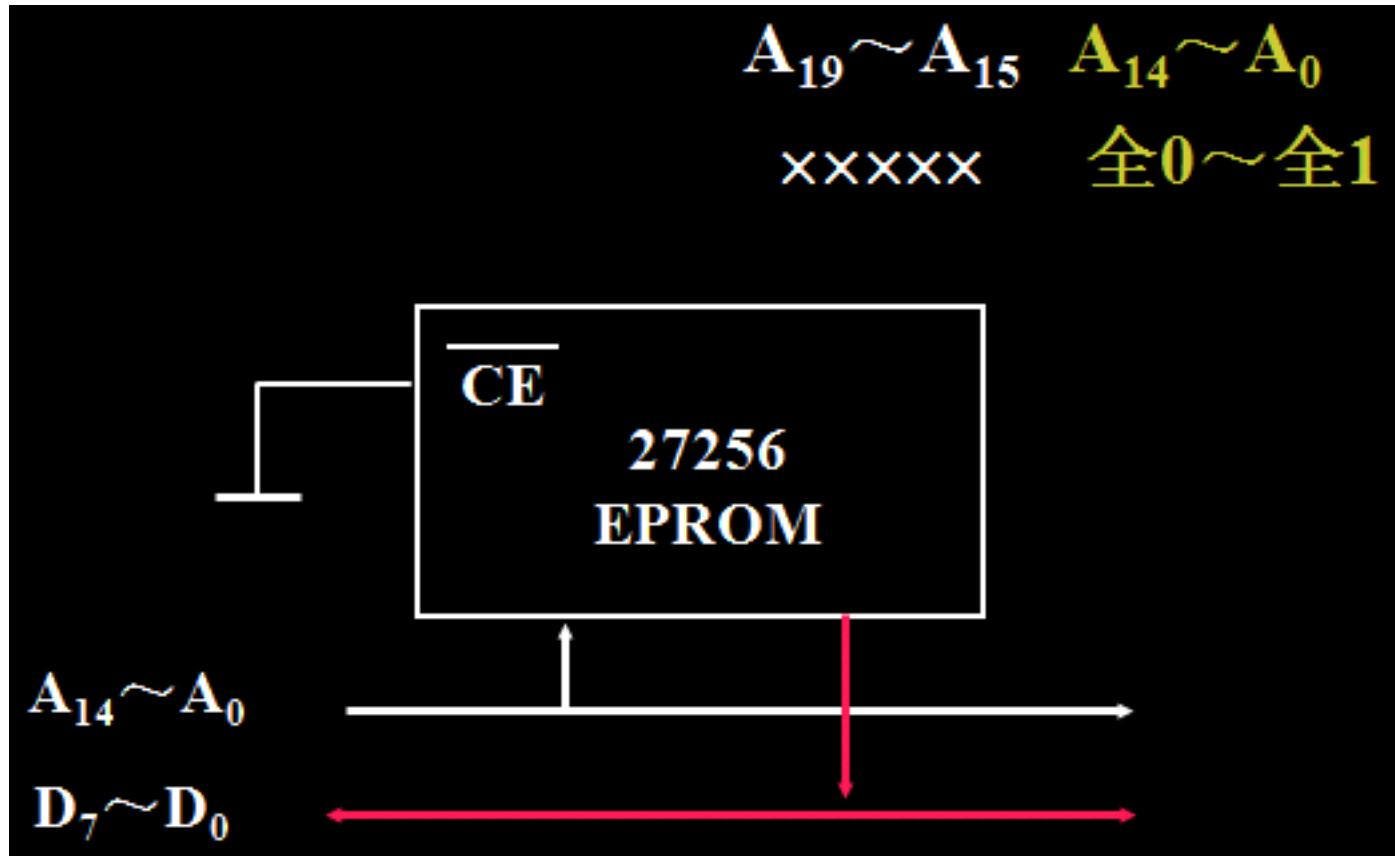 A₁₉～A₁₅ A₁₄～A₀
××××× 全0～全1
CE
27256
EPROM
A₁₄～A₀
D₇～D₀